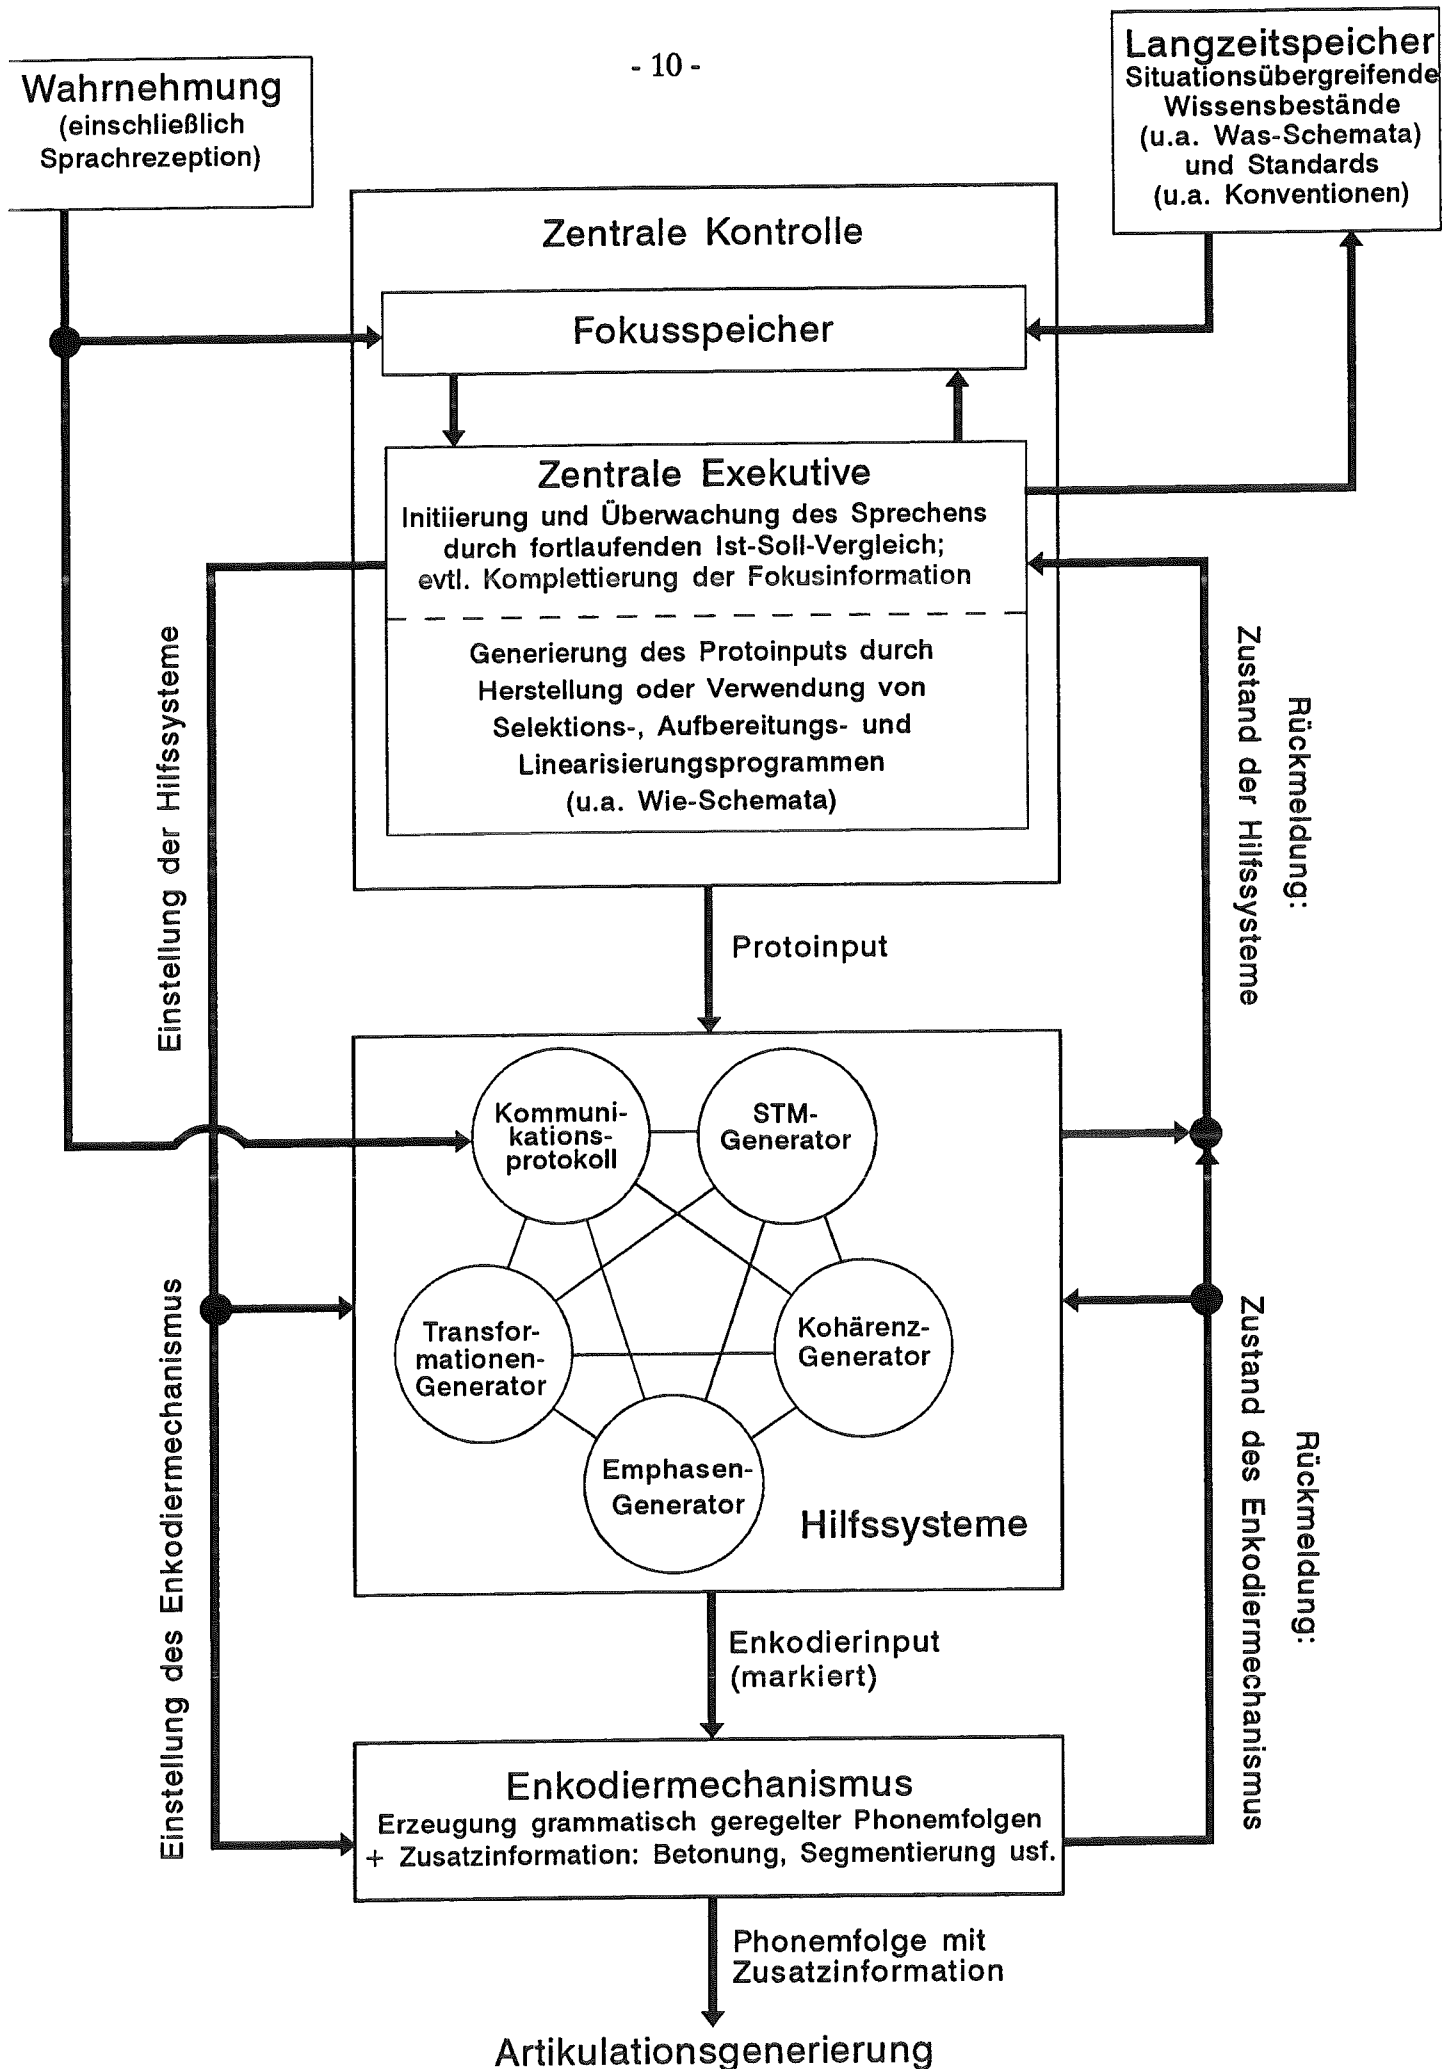 - 10 -
Wahrnehmung
(einschließlich
Sprachrezeption)
Langzeitspeicher
Situationsübergreifende
Wissensbestände
(u.a. Was-Schemata)
und Standards
(u.a. Konventionen)
Zentrale Kontrolle
Fokusspeicher
Zentrale Exekutive
Initiierung und Überwachung des Sprechens
durch fortlaufenden Ist-Soll-Vergleich;
evtl. Komplettierung der Fokusinformation
Generierung des Protoinputs durch
Herstellung oder Verwendung von
Selektions-, Aufbereitungs- und
Linearisierungsprogrammen
(u.a. Wie-Schemata)
Einstellung der Hilfssysteme
Rückmeldung:
Zustand der Hilfssysteme
Protoinput
Kommuni-
kations-
protokoll
STM-
Generator
Transfor-
mationen-
Generator
Kohärenz-
Generator
Emphasen-
Generator
Hilfssysteme
Einstellung des Enkodiermechanismus
Rückmeldung:
Zustand des Enkodiermechanismus
Enkodierinput
(markiert)
Enkodiermechanismus
Erzeugung grammatisch geregelter Phonemfolgen
+ Zusatzinformation: Betonung, Segmentierung usf.
Phonemfolge mit
Zusatzinformation
Artikulationsgenerierung